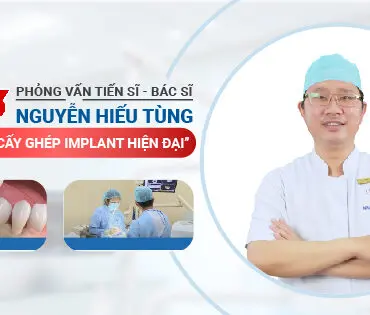 PHỎNG VẤN TIẾN SĨ - BÁC SĨ
NGUYỄN HIẾU TÙNG
CẤY GHÉP IMPLANT HIỆN ĐẠI”